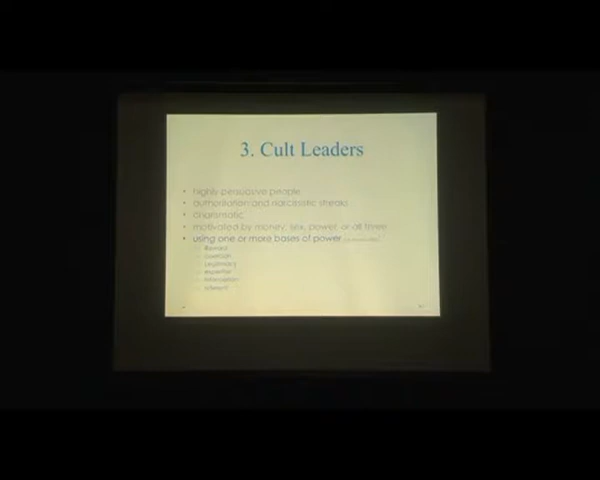 3. Cult Leaders
• highly persuasive people
• authoritarian and narcissistic streaks
• charismatic
• motivated by money, sex, power or all three
• using one or more bases of power
– Reward
– coercion
– Legitimacy
– expertise
– information
– referent